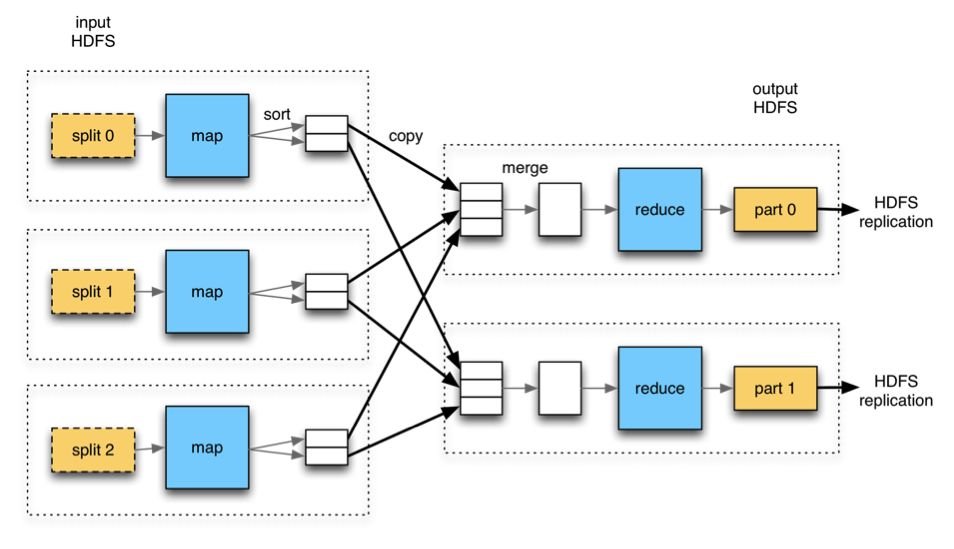 input
HDFS
output
HDFS
split 0
map
sort
copy
merge
reduce
part 0
HDFS
replication
split 1
map
reduce
part 1
HDFS
replication
split 2
map